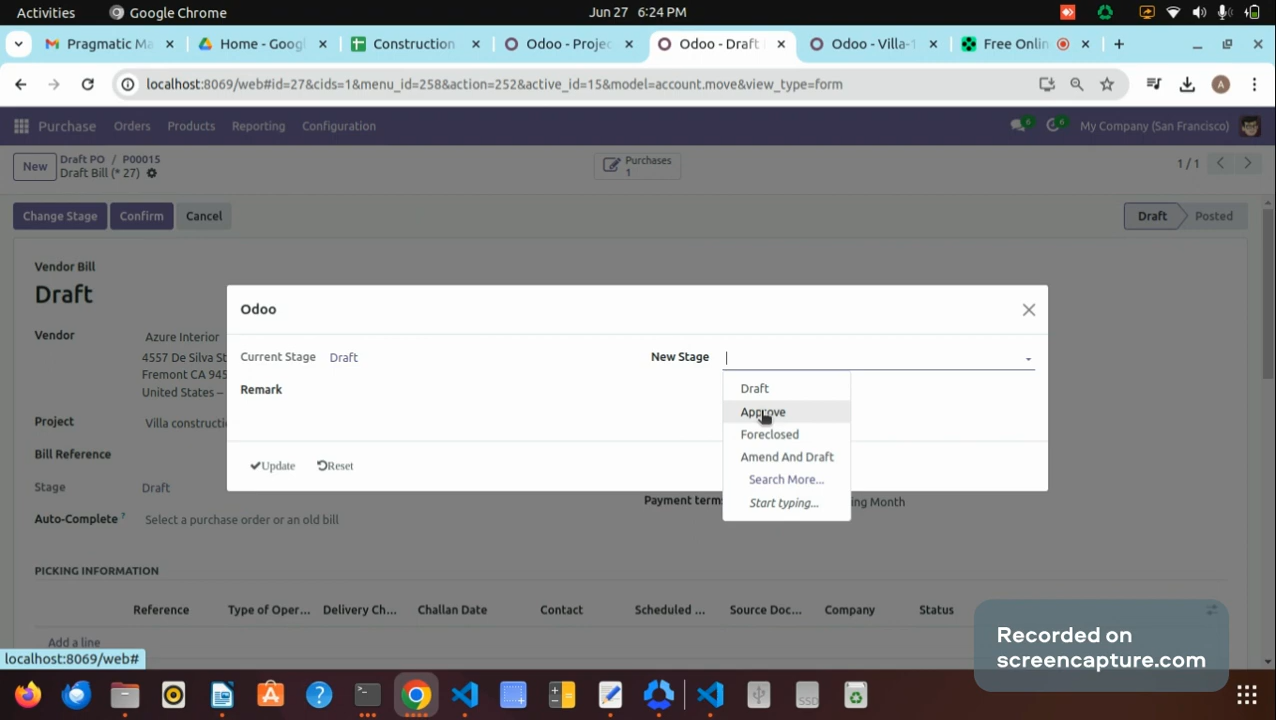 Activities
Google Chrome
Jun 27 6:24 PM
Pragmatic Ma
Home - Googl
Construction
Odoo - Projec
Odoo - Draft
Odoo - Villa-1
Free Onlin
localhost:8069/web#id=27&cids=1&menu_id=258&action=252&active_id=15&model=account.move&view_type=form
A
Purchase
Orders
Products
Reporting
Configuration
6
6
My Company (San Francisco)
New
Draft PO / P00015
Draft Bill (* 27)
Purchases
1
1 / 1
Change Stage
Confirm
Cancel
Draft
Posted
Vendor Bill
Draft
Vendor
Azure Interior
4557 De Silva St
Fremont CA 945
United States –
Project
Villa constructi
Bill Reference
Stage
Draft
Auto-Complete ?
Select a purchase order or an old bill
Payment terms
ing Month
Odoo
Current Stage
Draft
New Stage
Remark
Draft
Approve
Foreclosed
Amend And Draft
Search More...
Start typing...
Update
Reset
PICKING INFORMATION
Reference
Type of Oper...
Delivery Ch...
Challan Date
Contact
Scheduled ...
Source Doc...
Company
Status
Add a line
localhost:8069/web#
Recorded on
screencapture.com
SSD